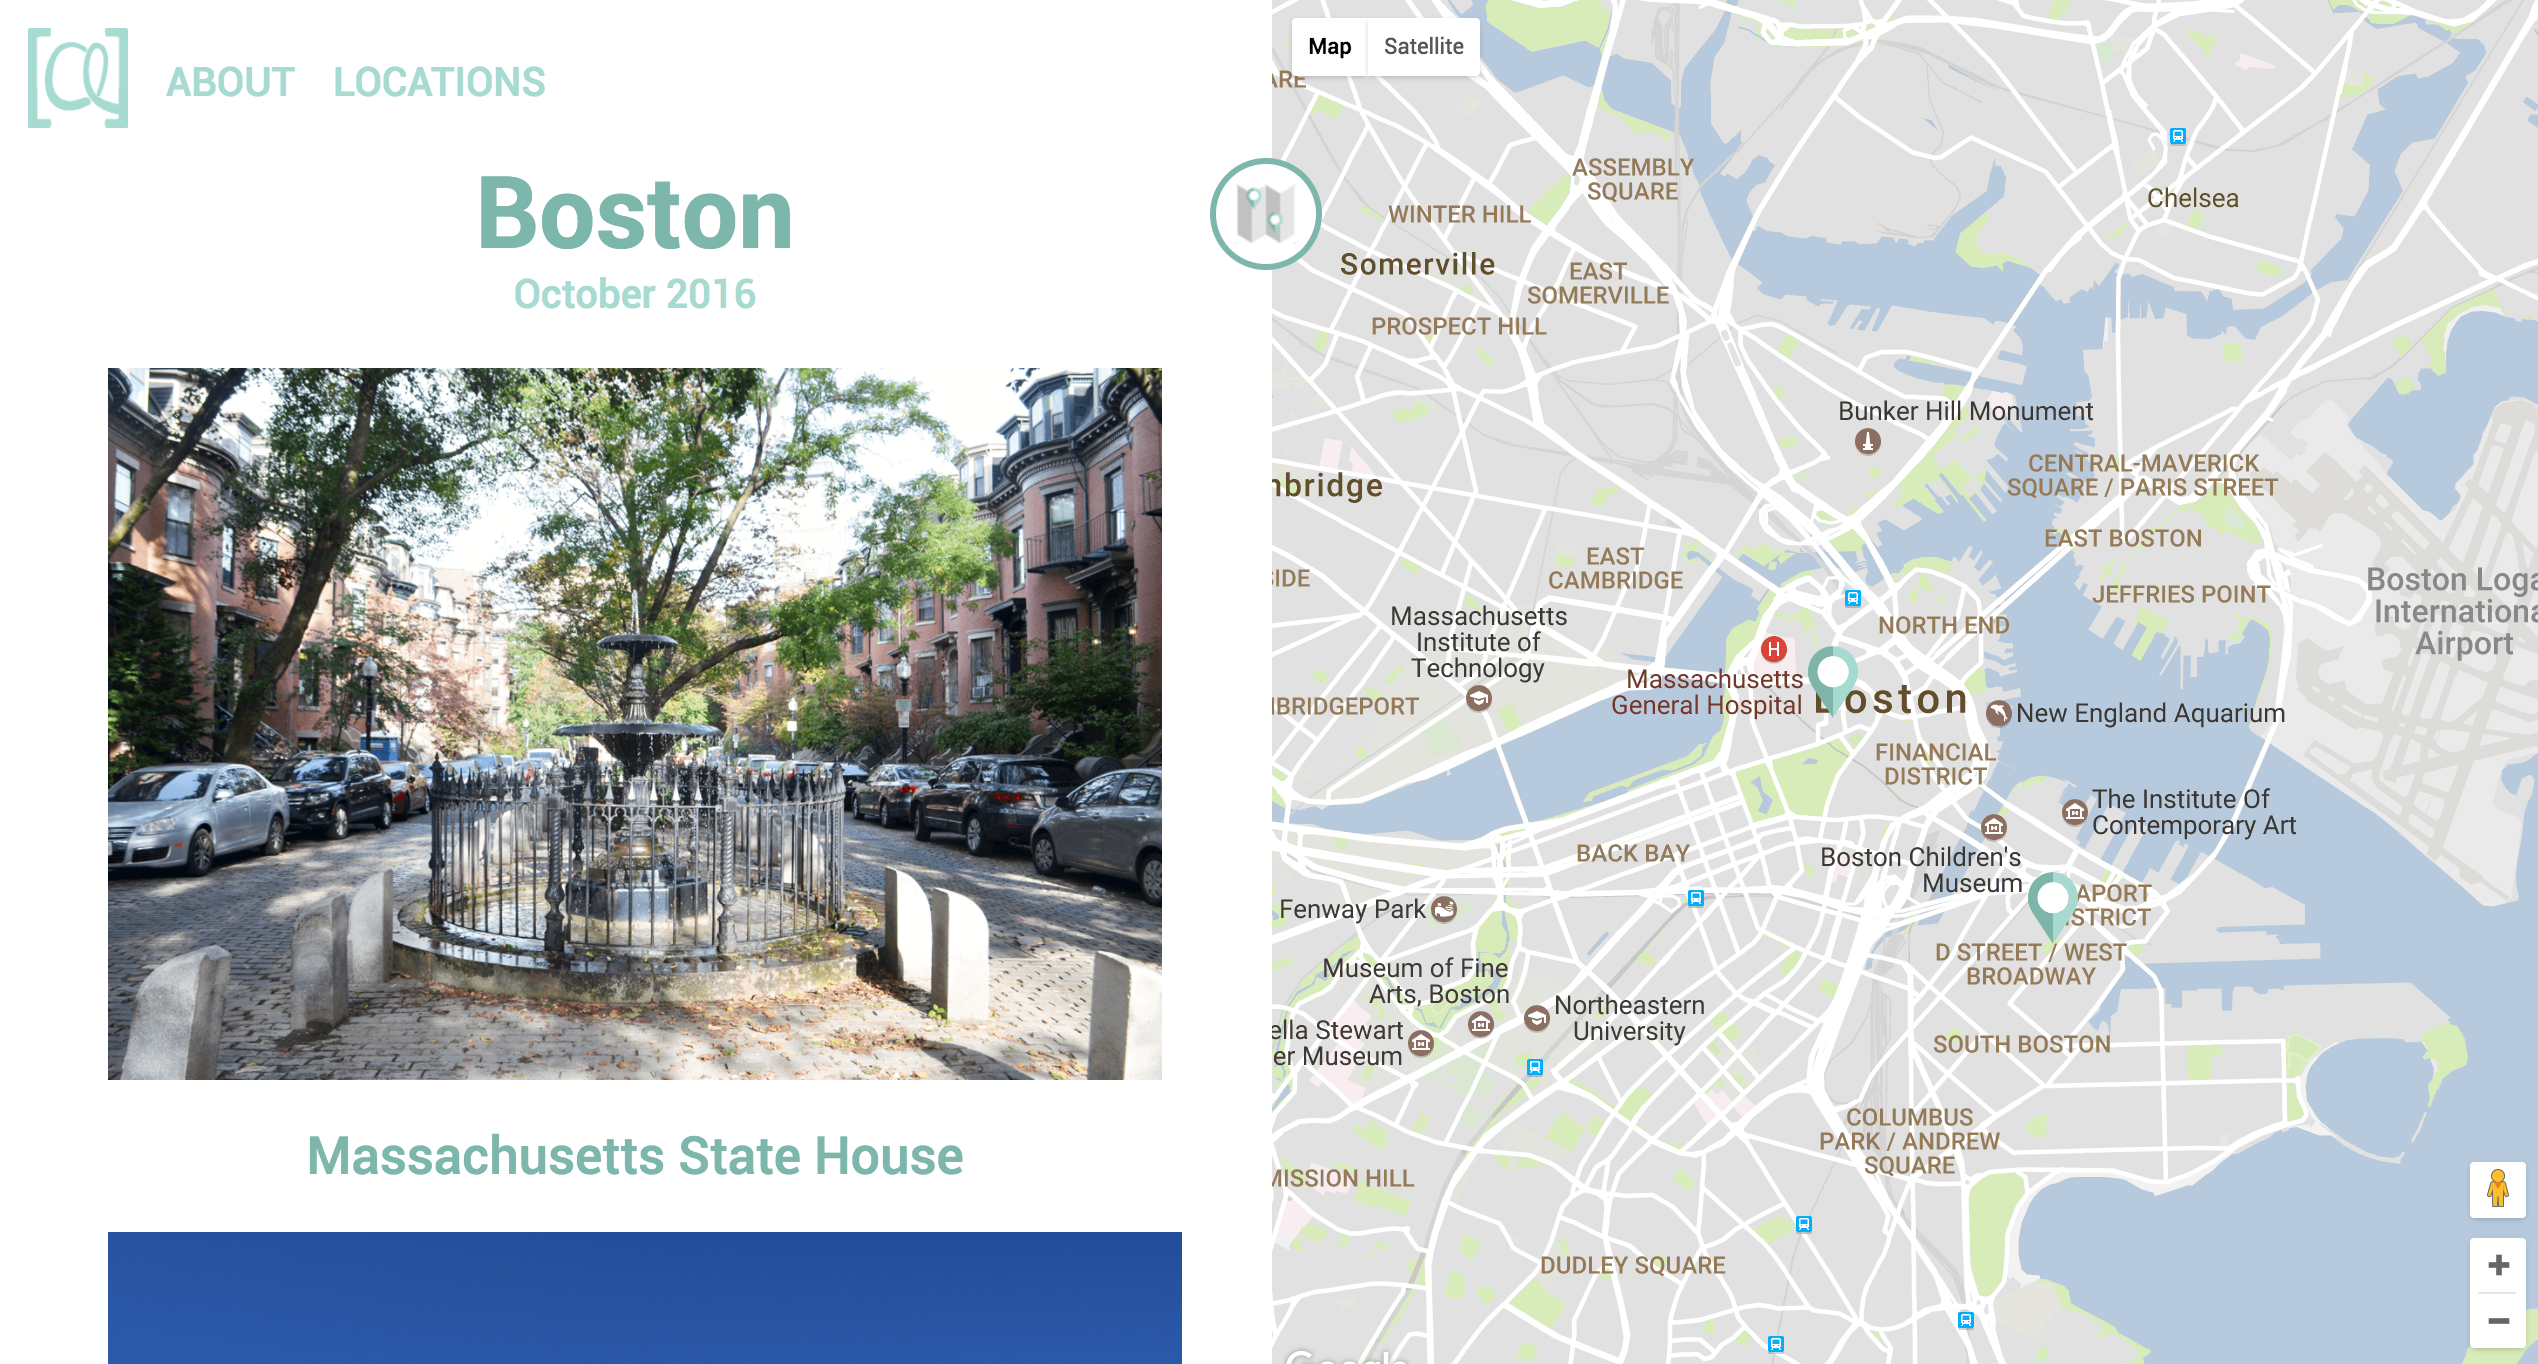 ABOUT LOCATIONS
Boston
October 2016
Massachusetts State House
Map Satellite
ARE
ASSEMBLY
SQUARE
WINTER HILL
Chelsea
Somerville
EAST
SOMERVILLE
PROSPECT HILL
Bunker Hill Monument
CENTRAL-MAVERICK
SQUARE / PARIS STREET
nbridge
EAST BOSTON
EAST
CAMBRIDGE
SIDE
JEFFRIES POINT
Boston Loga
Internationa
Airport
Massachusetts
Institute of
Technology
NORTH END
H
Massachusetts
General Hospital
Boston
BRIDGEPORT
New England Aquarium
FINANCIAL
DISTRICT
The Institute Of
Contemporary Art
BACK BAY
Boston Children's
Museum
APORT
STRICT
Fenway Park
D STREET / WEST
BROADWAY
Museum of Fine
Arts, Boston
Northeastern
University
ella Stewart
er Museum
SOUTH BOSTON
COLUMBUS
PARK / ANDREW
SQUARE
MISSION HILL
DUDLEY SQUARE
Google